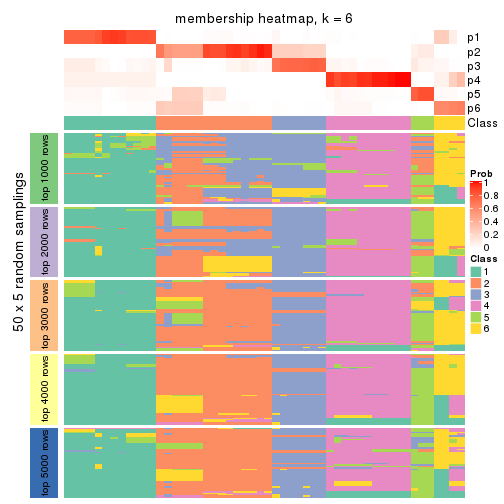 membership heatmap, k = 6
p1
p2
p3
p4
p5
p6
Class
50 x 5 random samplings
top 1000 rows
top 2000 rows
top 3000 rows
top 4000 rows
top 5000 rows
Prob
1
0.8
0.6
0.4
0.2
0
Class
1
2
3
4
5
6